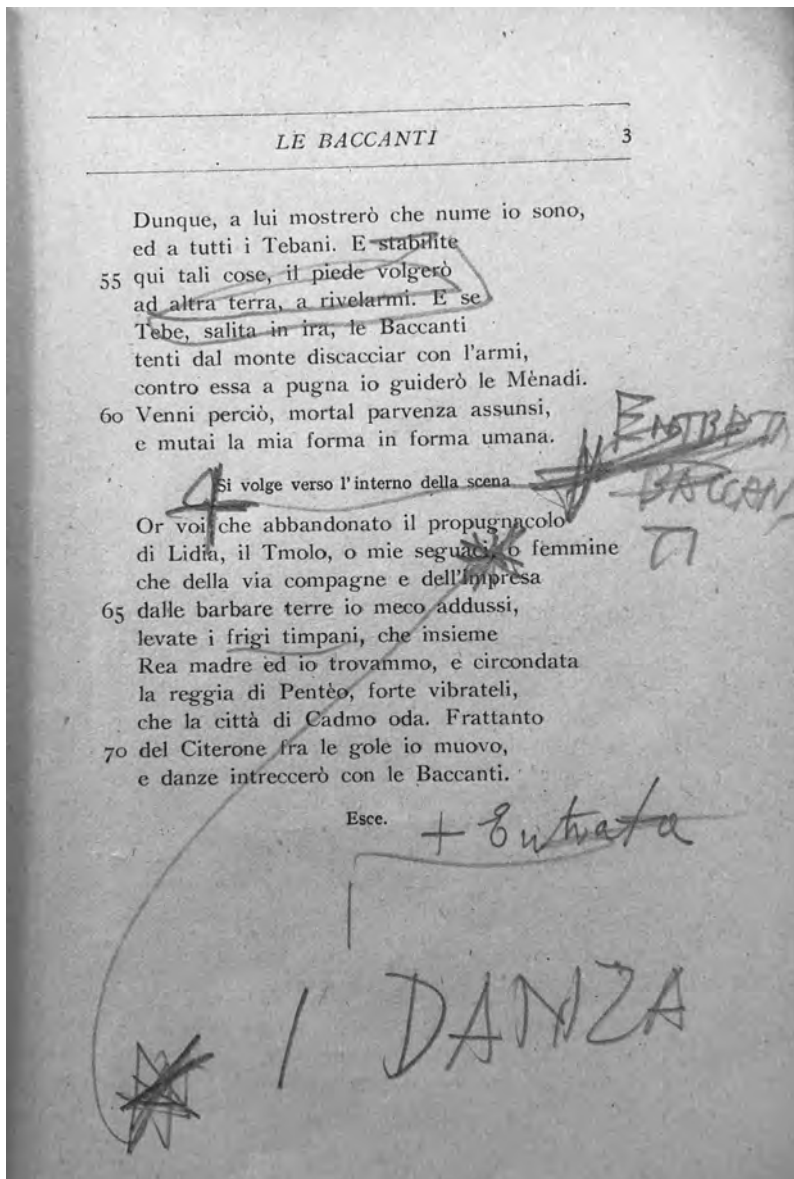 LE BACCANTI 3
Dunque, a lui mostrerò che nume io sono,
ed a tutti i Tebani. E stabilite
55 qui tali cose, il piede volgerò
ad altra terra, a rivelarmi. E se
Tebe, salita in ira, le Baccanti
tenti dal monte discacciar con l'armi,
contro essa a pugna io guiderò le Mènadi.
60 Venni perciò, mortal parvenza assunsi,
e mutai la mia forma in forma umana.
4
Si volge verso l'interno della scena
ENTRATA
BACCAN
TI
Or voi che abbandonato il propugnacolo
di Lidia, il Tmolo, o mie seguaci, o femmine
che della via compagne e dell'impresa
65 dalle barbare terre io meco addussi,
levate i frigi timpani, che insieme
Rea madre ed io trovammo, e circondata
la reggia di Pentèo, forte vibrateli,
che la città di Cadmo oda. Frattanto
70 del Citerone fra le gole io muovo,
e danze intreccerò con le Baccanti.
Esce.
+ Entrata
1 DANZA